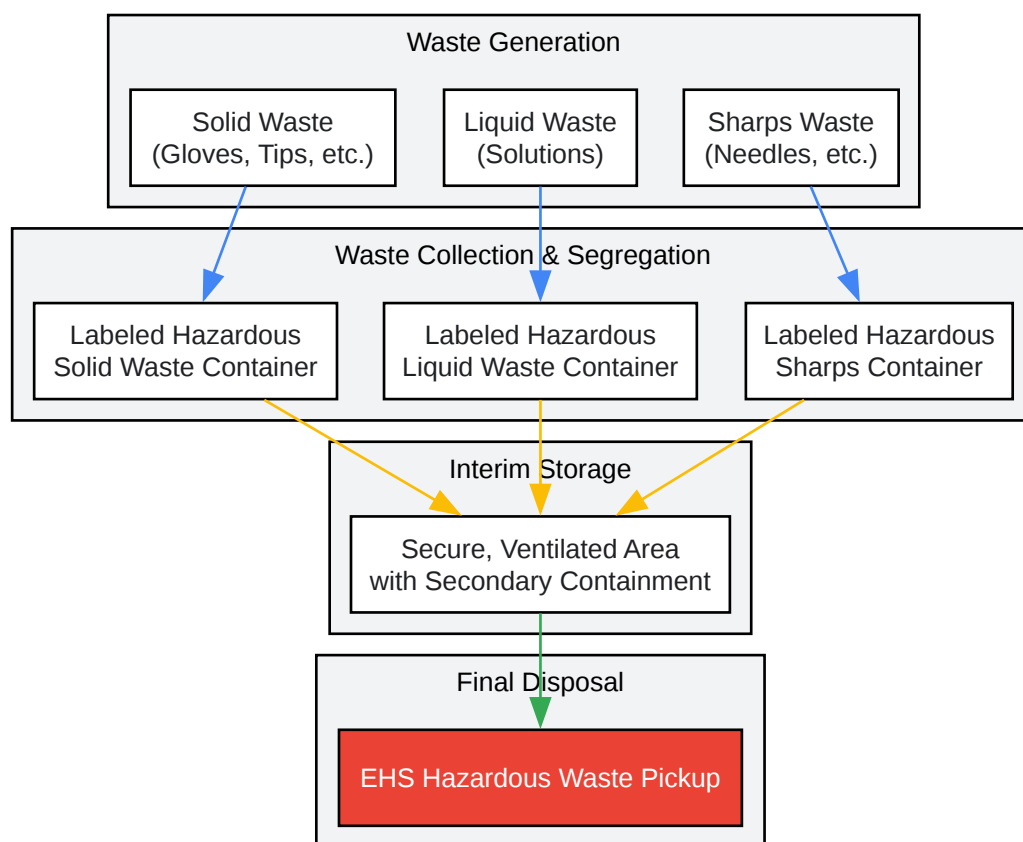 Waste Generation
Solid Waste
(Gloves, Tips, etc.)
Liquid Waste
(Solutions)
Sharps Waste
(Needles, etc.)
Waste Collection & Segregation
Labeled Hazardous
Solid Waste Container
Labeled Hazardous
Liquid Waste Container
Labeled Hazardous
Sharps Container
Interim Storage
Secure, Ventilated Area
with Secondary Containment
Final Disposal
EHS Hazardous Waste Pickup